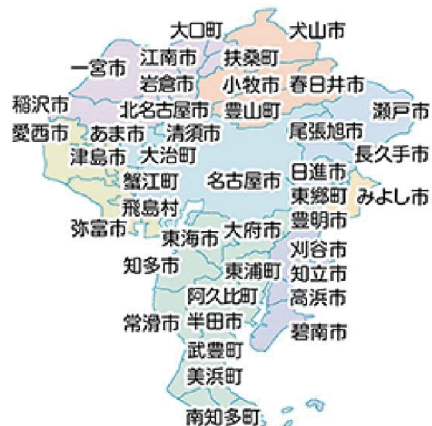 大口町
犬山市
江南市
扶桑町
一宮市
岩倉市
小牧市
春日井市
稲沢市
北名古屋市
豊山町
瀬戸市
愛西市
あま市
清須市
尾張旭市
津島市
大治町
長久手市
日進市
蟹江町
名古屋市
東郷町
みよし市
飛島村
豊明市
弥富市
東海市
大府市
刈谷市
知多市
東浦町
知立市
阿久比町
高浜市
常滑市
半田市
碧南市
武豊町
美浜町
南知多町